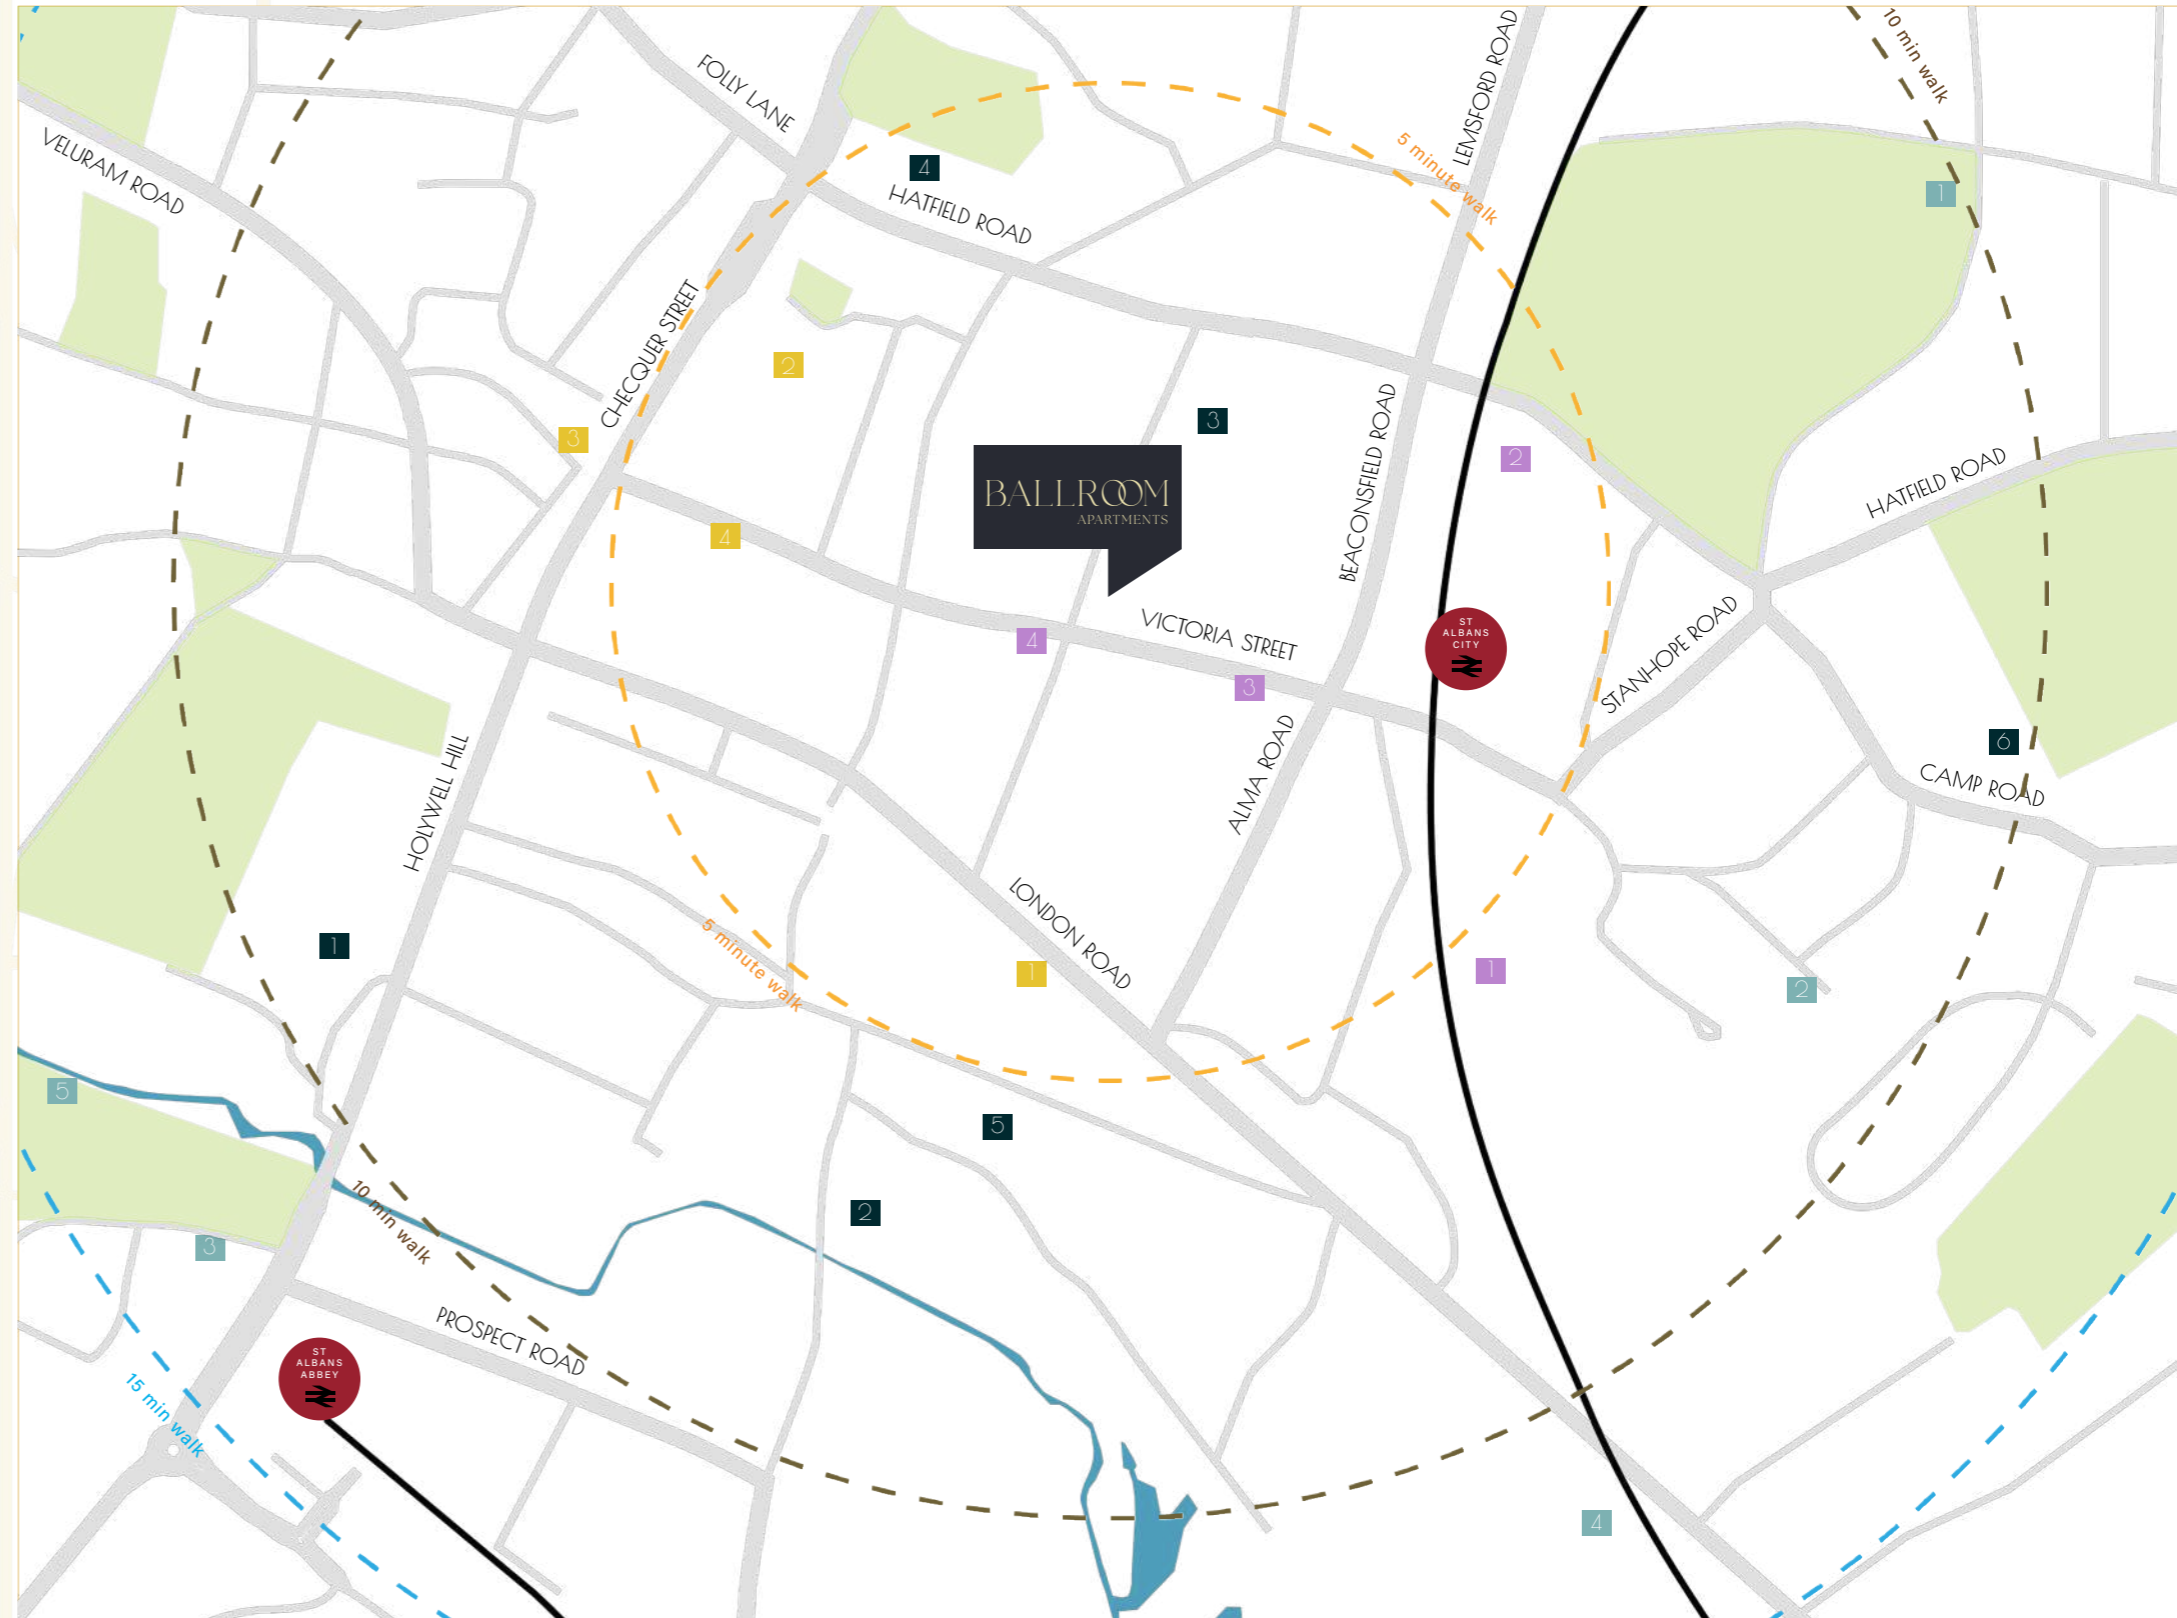 10 min walk
LEMSFORD ROAD
FOLLY LANE
VELURAM ROAD
5 minute walk
4
1
HATFIELD ROAD
CHECQUER STREET
2
3
3
BEACONSFIELD ROAD
2
HATFIELD ROAD
BALLROOM
APARTMENTS
4
ST
ALBANS
CITY
VICTORIA STREET
4
3
STANHOPE ROAD
6
CAMP ROAD
ALMA ROAD
HOLYWELL HILL
LONDON ROAD
1
5 minute walk
1
1
2
5
5
2
10 min walk
3
PROSPECT ROAD
ST
ALBANS
ABBEY
15 min walk
4